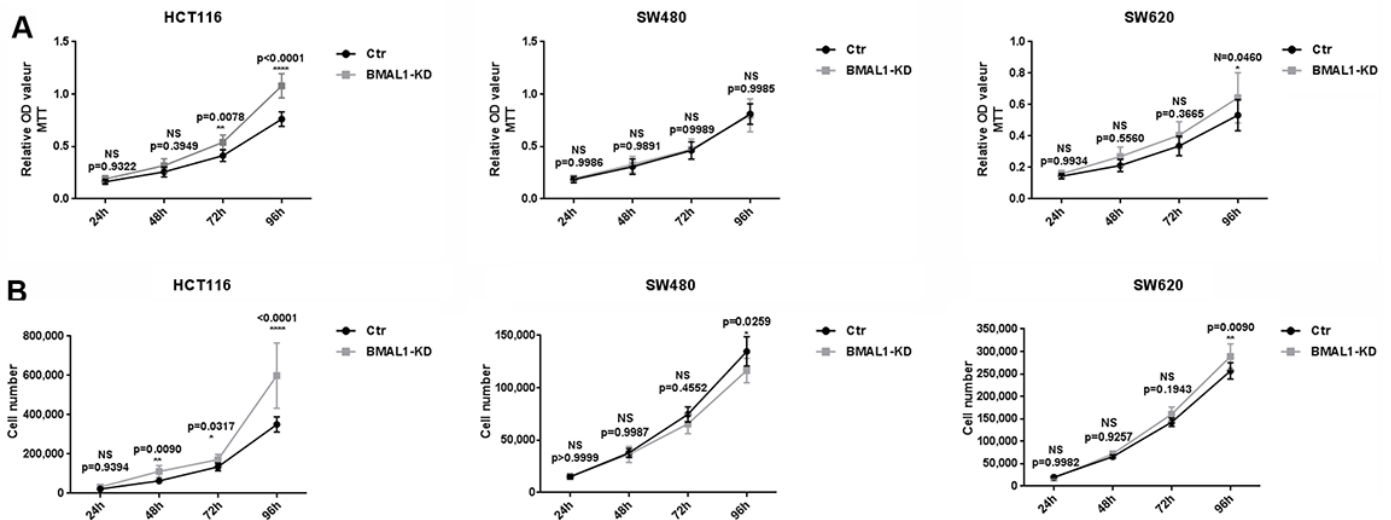 A
HCT116
Relative OD valeur
MTT
1.5
1.0
0.5
0.0
NS
p=0.9322
NS
p=0.3949
p=0.0078
**
p<0.0001
****
24h
48h
72h
96h
Ctr
BMAL1-KD
SW480
Relative OD valeur
MTT
1.5
1.0
0.5
0.0
NS
p=0.9986
NS
p=0.9891
NS
p=09989
NS
p=0.9985
24h
48h
72h
96h
Ctr
BMAL1-KD
SW620
Relative OD valeur
MTT
1.0
0.8
0.6
0.4
0.2
0.0
NS
p=0.9934
NS
p=0.5560
NS
p=0.3665
N=0.0460
*
24h
48h
72h
96h
Ctr
BMAL1-KD
B
HCT116
Cell number
800,000
600,000
400,000
200,000
0
NS
p=0.9394
p=0.0090
**
p=0.0317
*
<0.0001
****
24h
48h
72h
96h
Ctr
BMAL1-KD
SW480
Cell number
150,000
100,000
50,000
0
NS
p>0.9999
NS
p=0.9987
NS
p=0.4552
p=0.0259
*
24h
48h
72h
96h
Ctr
BMAL1-KD
SW620
Cell number
350,000
300,000
250,000
200,000
150,000
100,000
50,000
0
NS
p=0.9982
NS
p=0.9257
NS
p=0.1943
p=0.0090
**
24h
48h
72h
96h
Ctr
BMAL1-KD